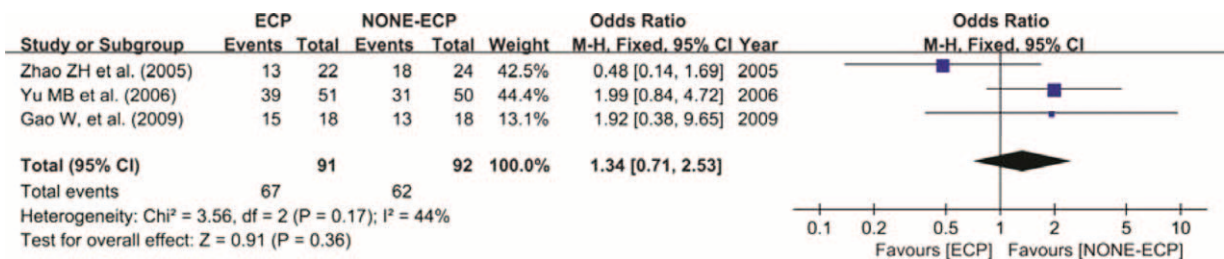 ECP NONE-ECP Odds Ratio Odds Ratio
Study or Subgroup Events Total Events Total Weight M-H, Fixed, 95% CI Year M-H, Fixed, 95% CI
Zhao ZH et al. (2005) 13 22 18 24 42.5% 0.48 [0.14, 1.69] 2005
Yu MB et al. (2006) 39 51 31 50 44.4% 1.99 [0.84, 4.72] 2006
Gao W, et al. (2009) 15 18 13 18 13.1% 1.92 [0.38, 9.65] 2009
Total (95% CI) 91 92 100.0% 1.34 [0.71, 2.53]
Total events 67 62
Heterogeneity: Chi² = 3.56, df = 2 (P = 0.17); I² = 44%
Test for overall effect: Z = 0.91 (P = 0.36)
0.1 0.2 0.5 1 2 5 10
Favours [ECP] Favours [NONE-ECP]